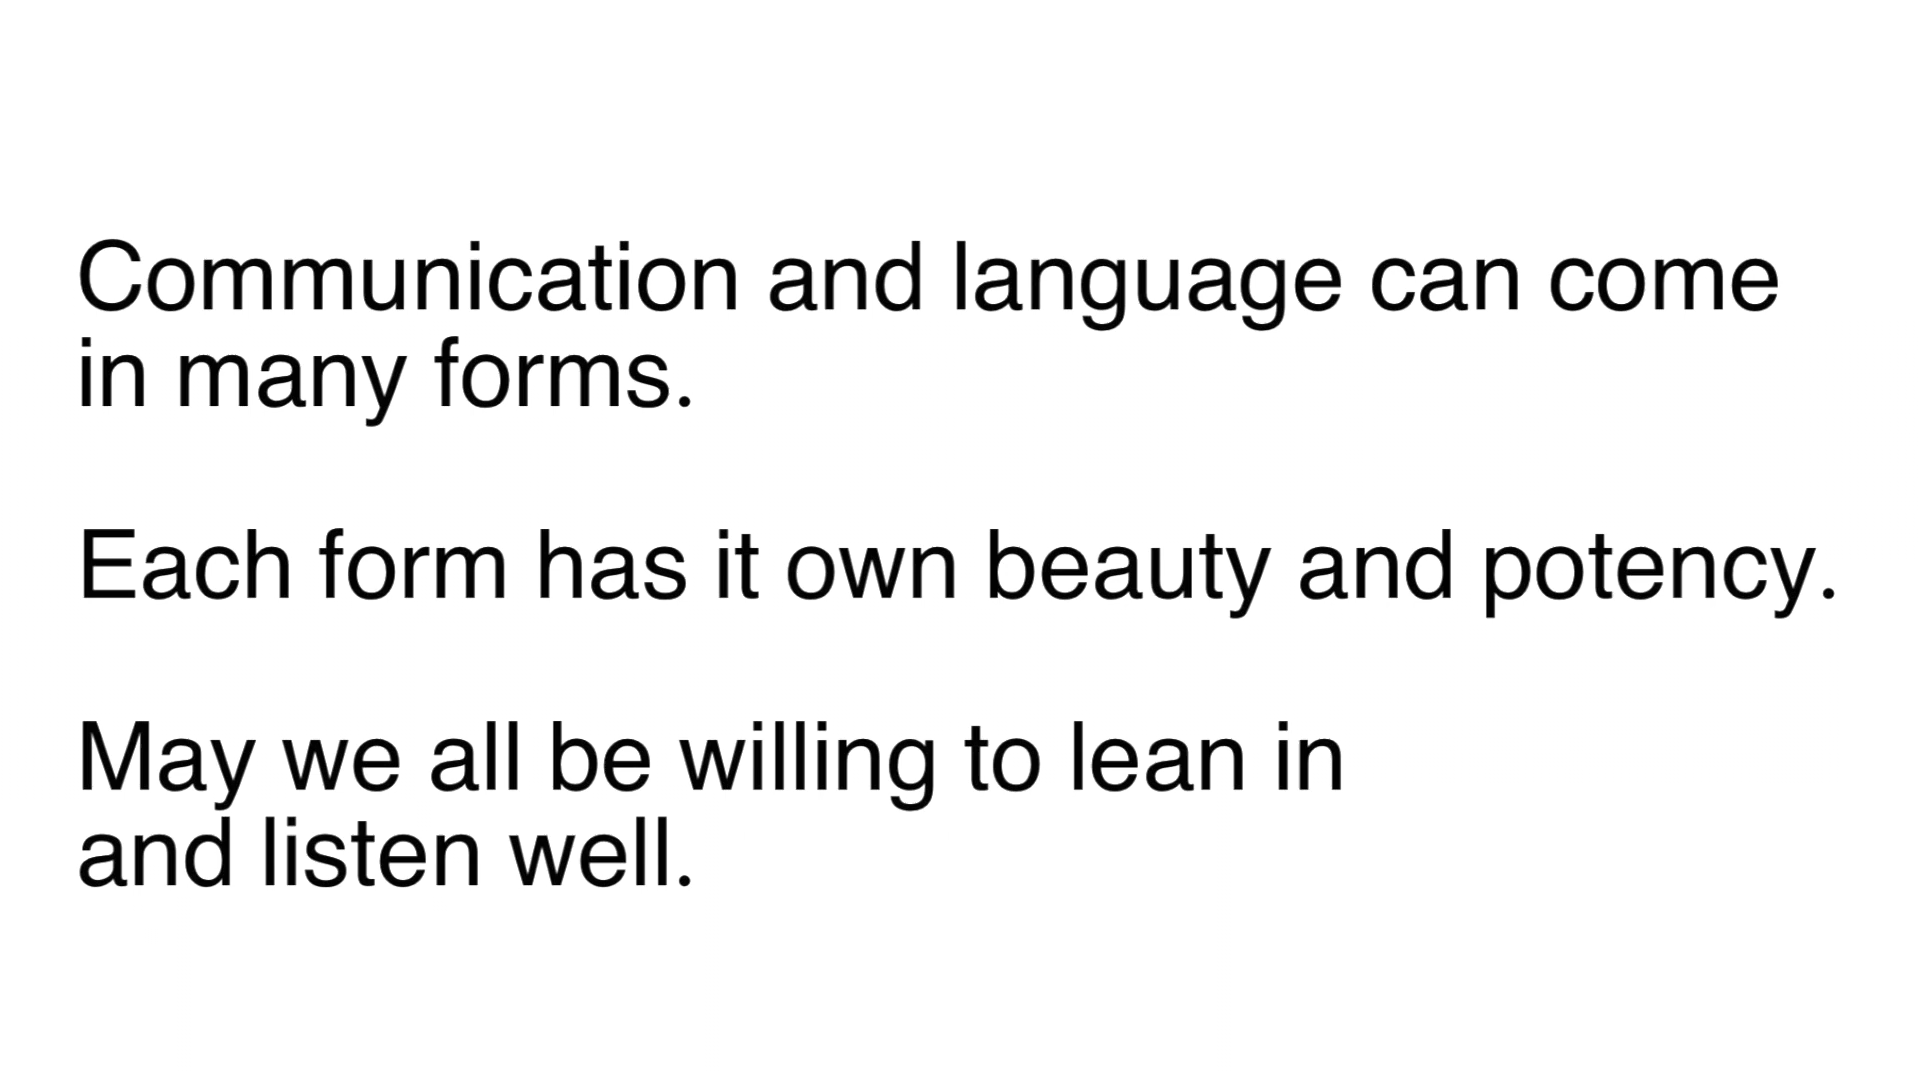 Communication and language can come
in many forms.
Each form has it own beauty and potency.
May we all be willing to lean in
and listen well.